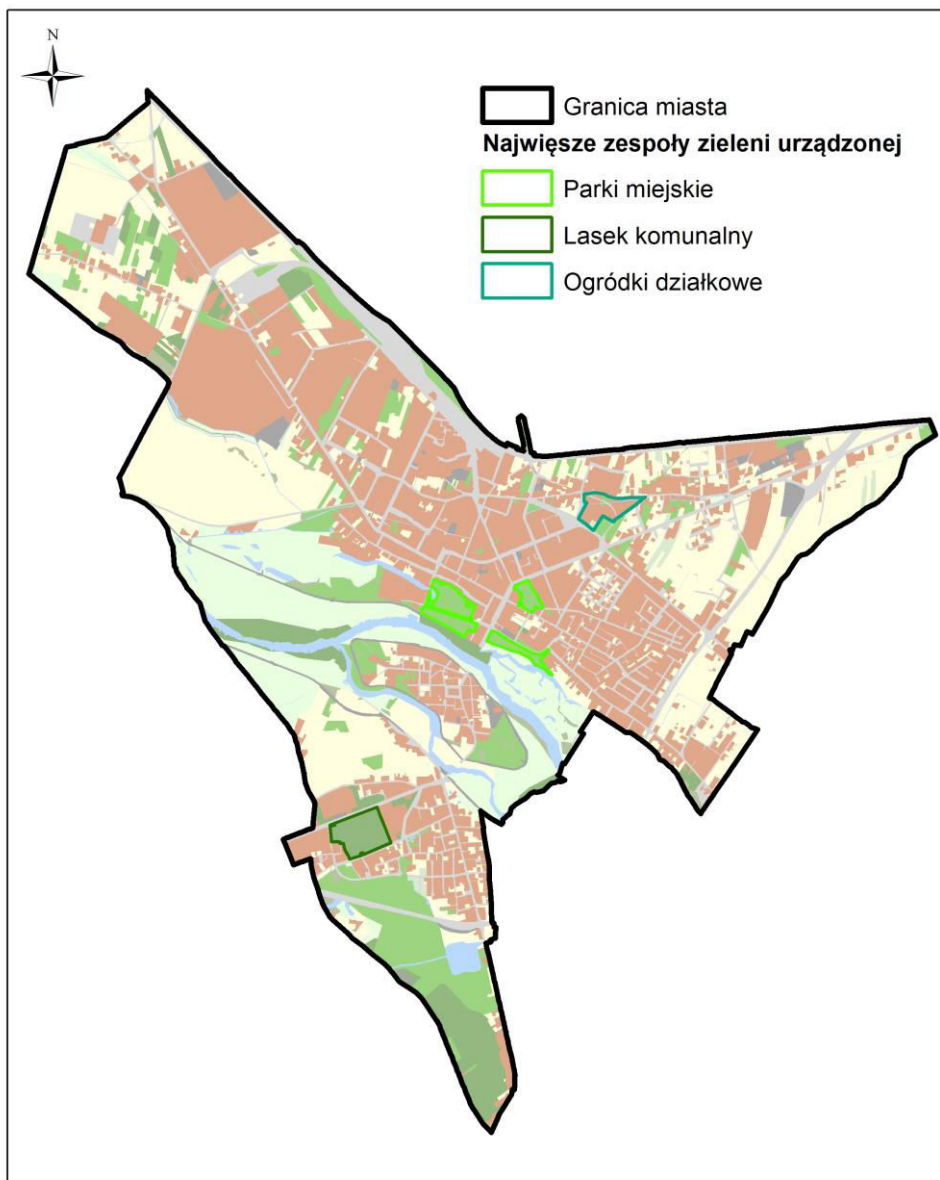 N
Granica miasta
Najwięsze zespoły zieleni urządzonej
Parki miejskie
Lasek komunalny
Ogródki działkowe